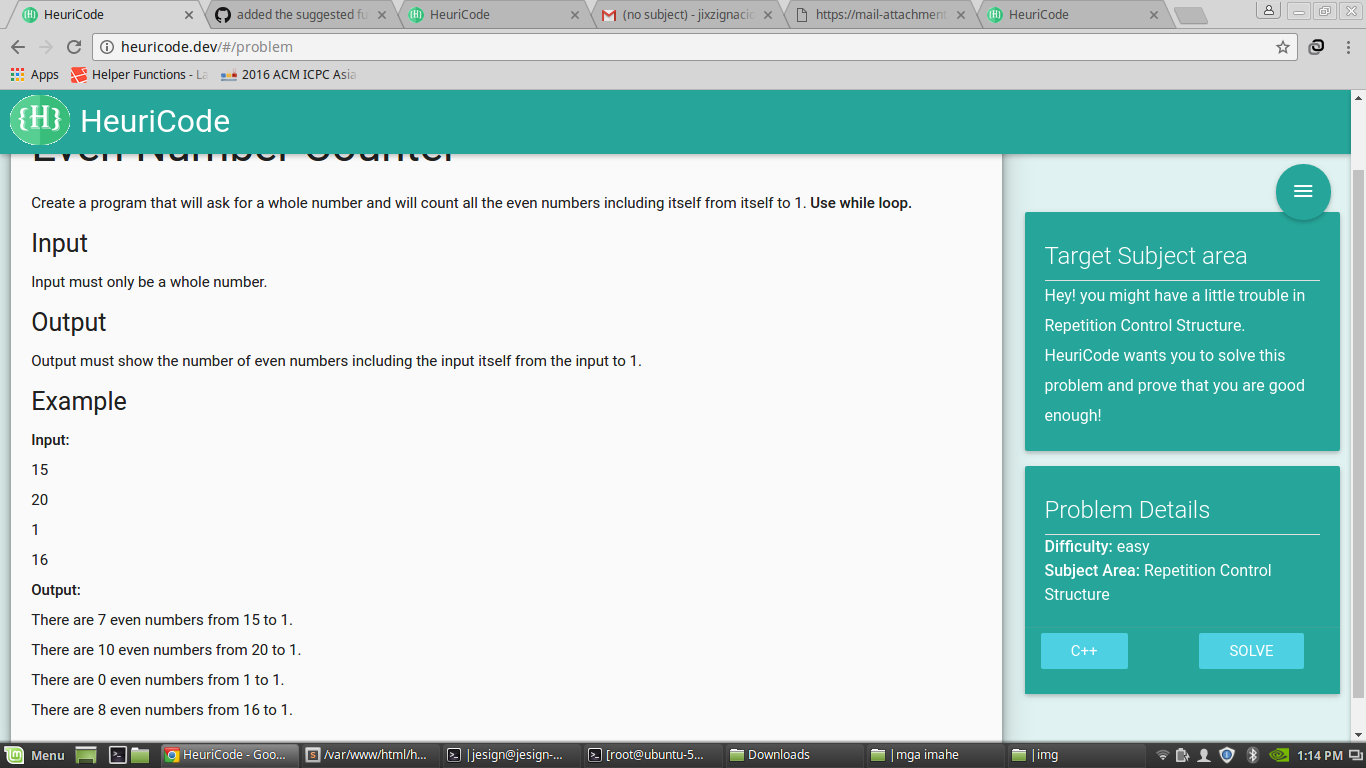 HeuriCode
added the suggested fu
HeuriCode
(no subject) - jixzignacio
https://mail-attachment
HeuriCode
heuricode.dev/#/problem
Apps
Helper Functions - La
2016 ACM ICPC Asia
{H}
HeuriCode
Even Number Counter
Create a program that will ask for a whole number and will count all the even numbers including itself from itself to 1. Use while loop.
Input
Input must only be a whole number.
Output
Output must show the number of even numbers including the input itself from the input to 1.
Example
Input:
15
20
1
16
Output:
There are 7 even numbers from 15 to 1.
There are 10 even numbers from 20 to 1.
There are 0 even numbers from 1 to 1.
There are 8 even numbers from 16 to 1.
Target Subject area
Hey! you might have a little trouble in
Repetition Control Structure.
HeuriCode wants you to solve this
problem and prove that you are good
enough!
Problem Details
Difficulty: easy
Subject Area: Repetition Control
Structure
C++
SOLVE
Menu
HeuriCode - Goo...
/var/www/html/h...
|jesign@jesign-...
[root@ubuntu-5...
Downloads
|mga imahe
|img
1:14 PM